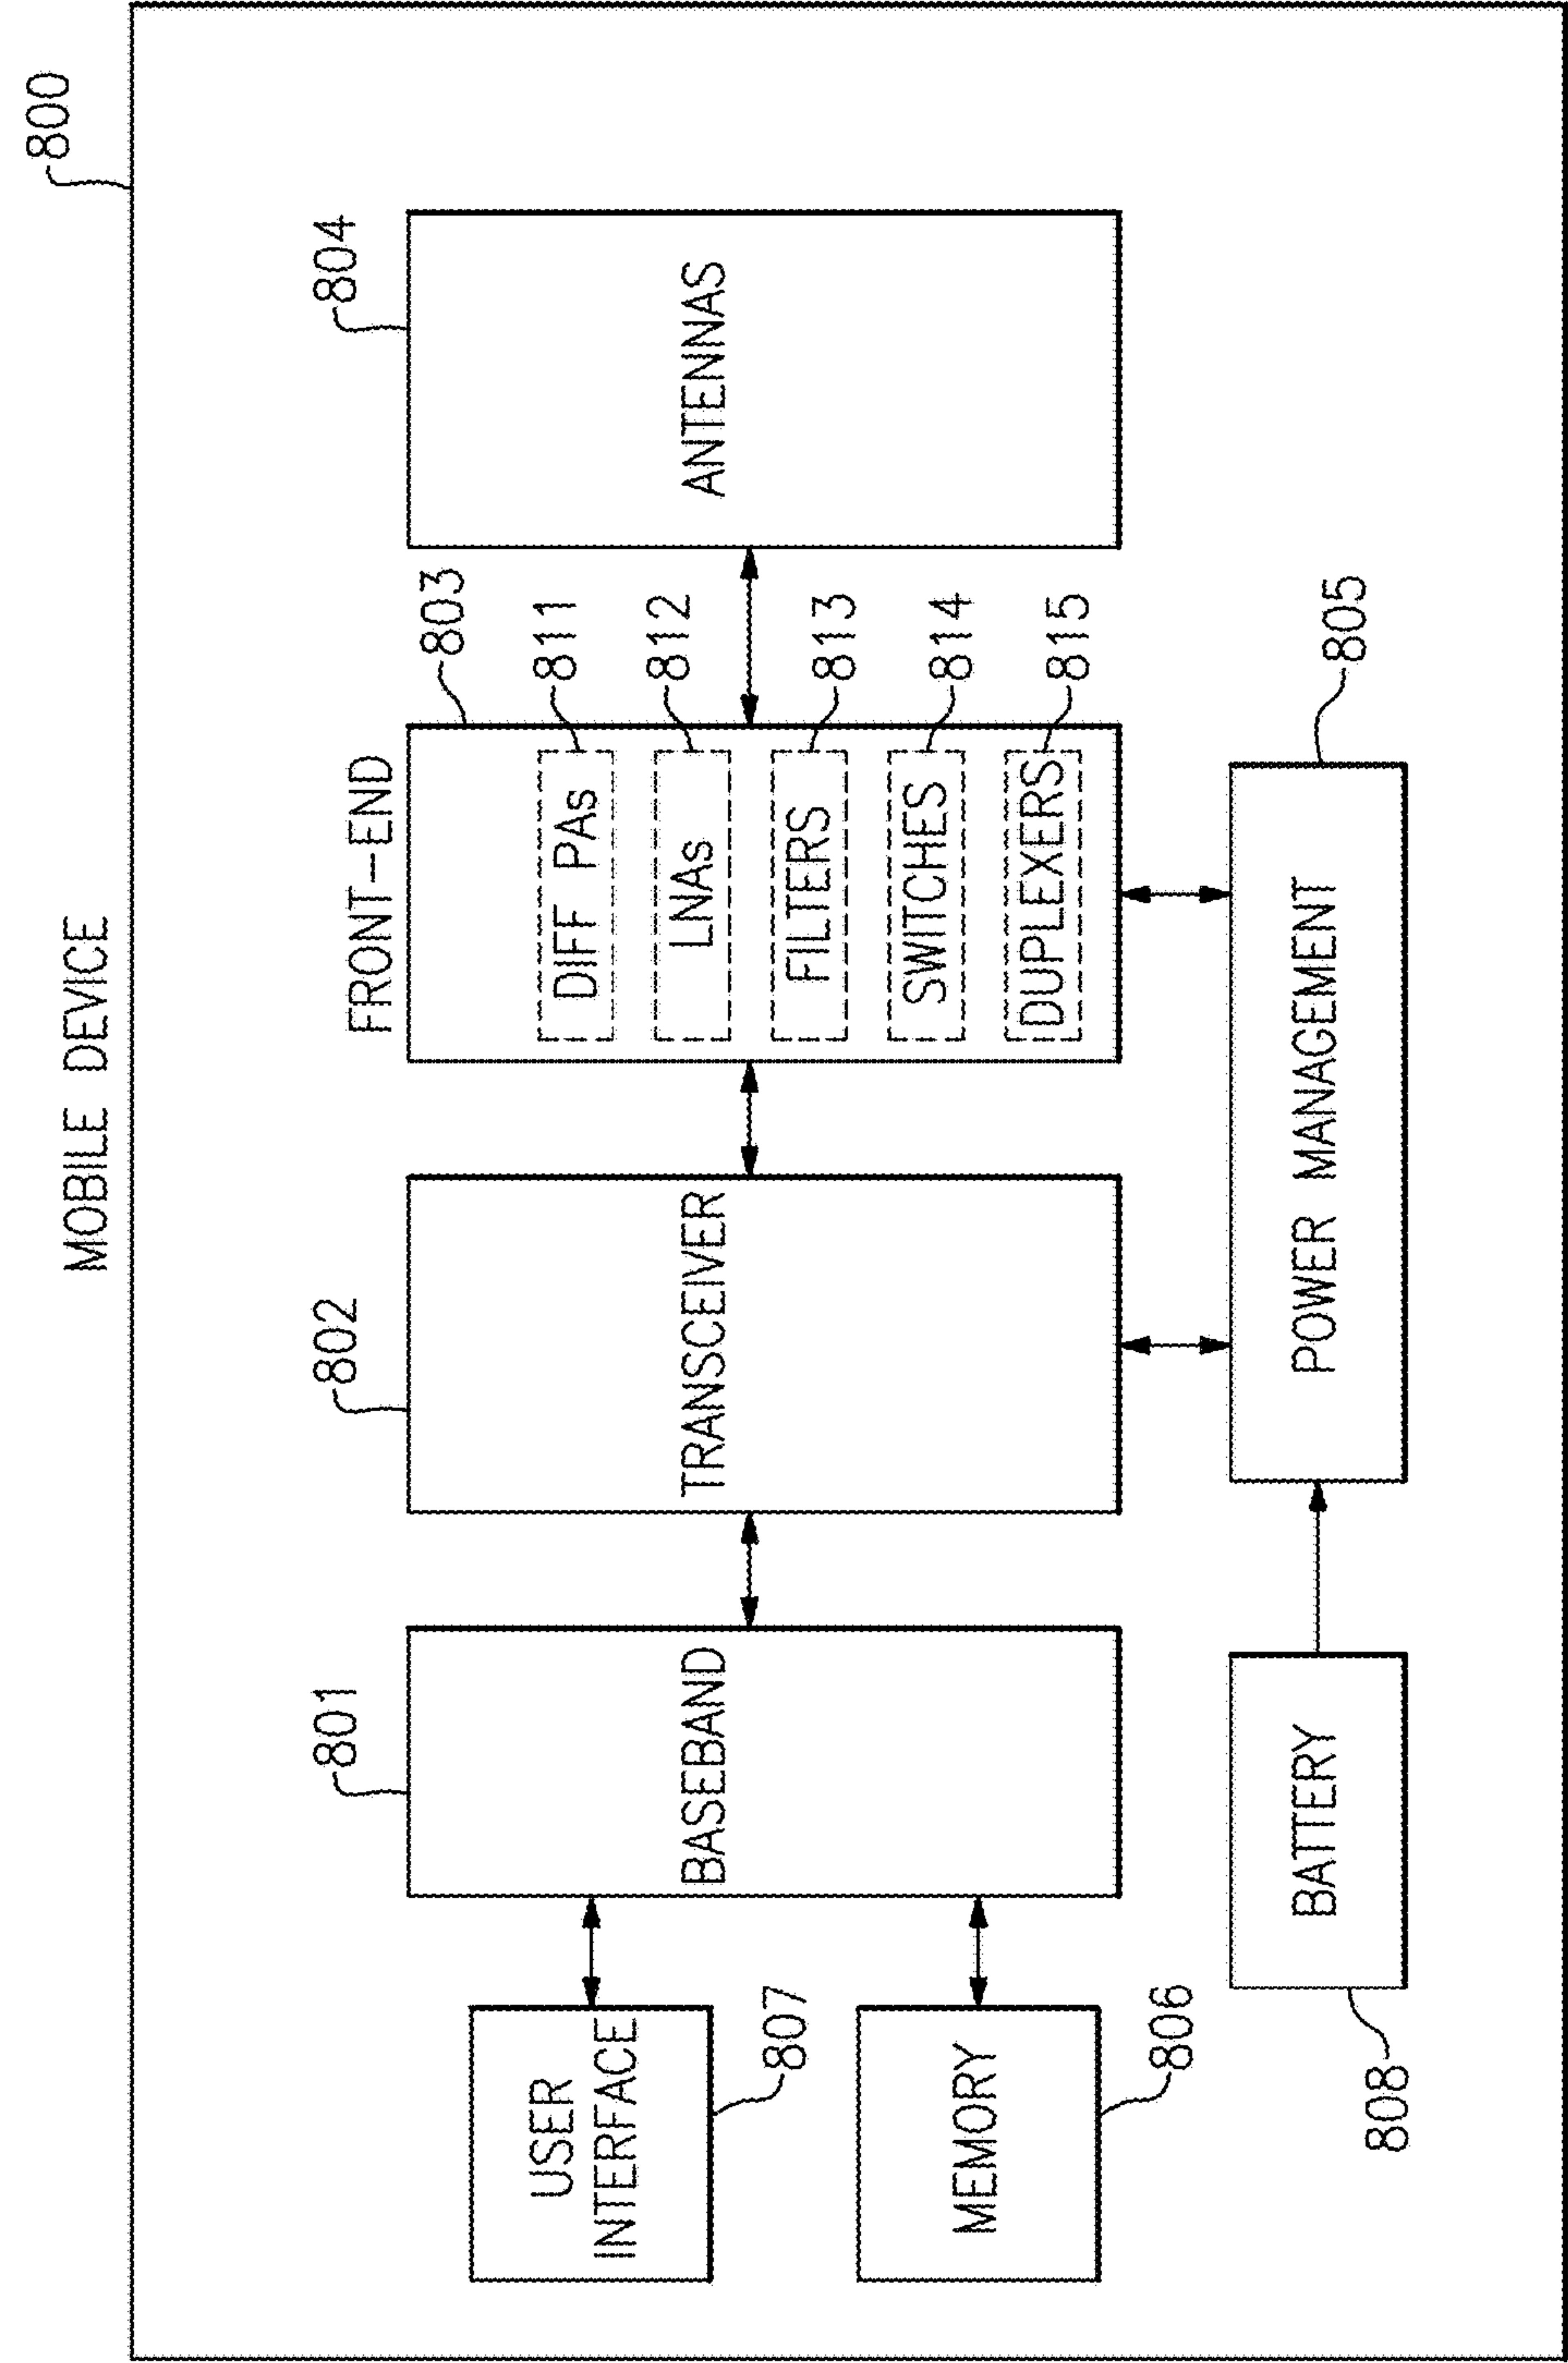 MOBILE DEVICE
800
801
802
FRONT-END
803
804
USER
INTERFACE
807
MEMORY
806
BASEBAND
TRANSCEIVER
DIFF PAs
811
LNAs
812
FILTERS
813
SWITCHES
814
DUPLEXERS
815
ANTENNAS
808
BATTERY
POWER MANAGEMENT
805